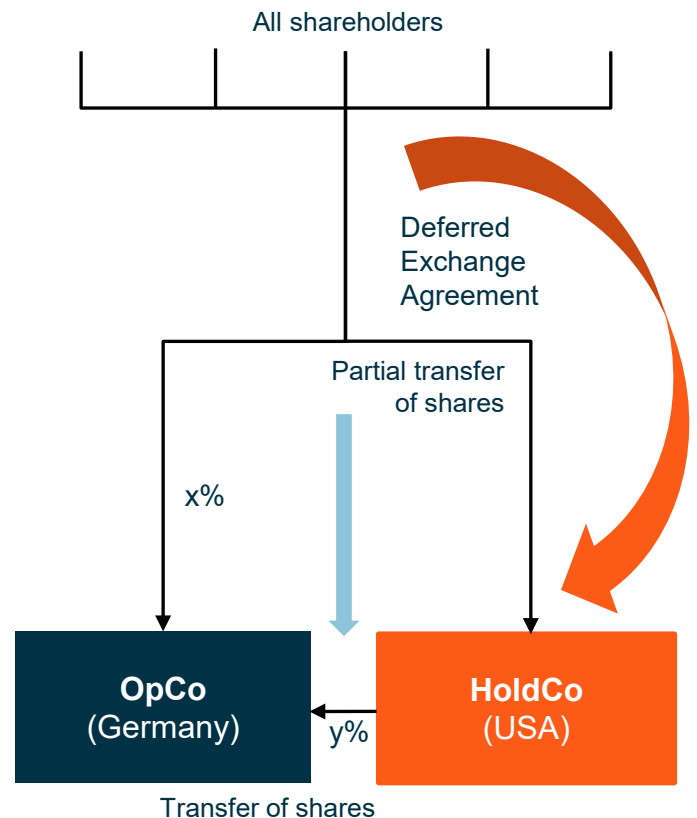 All shareholders
Deferred
Exchange
Agreement
Partial transfer
of shares
x%
OpCo
(Germany)
y%
HoldCo
(USA)
Transfer of shares